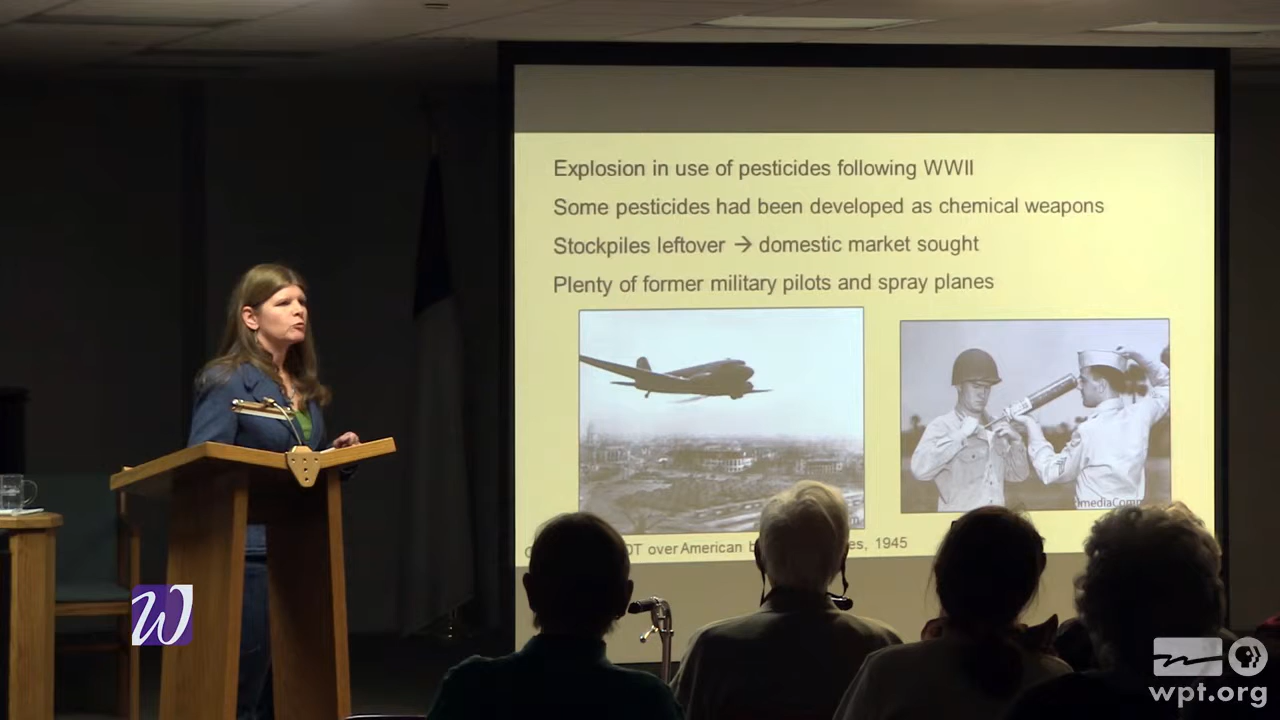 Explosion in use of pesticides following WWII
Some pesticides had been developed as chemical weapons
Stockpiles leftover → domestic market sought
Plenty of former military pilots and spray planes
over American
1945
W
PBS
wpt.org